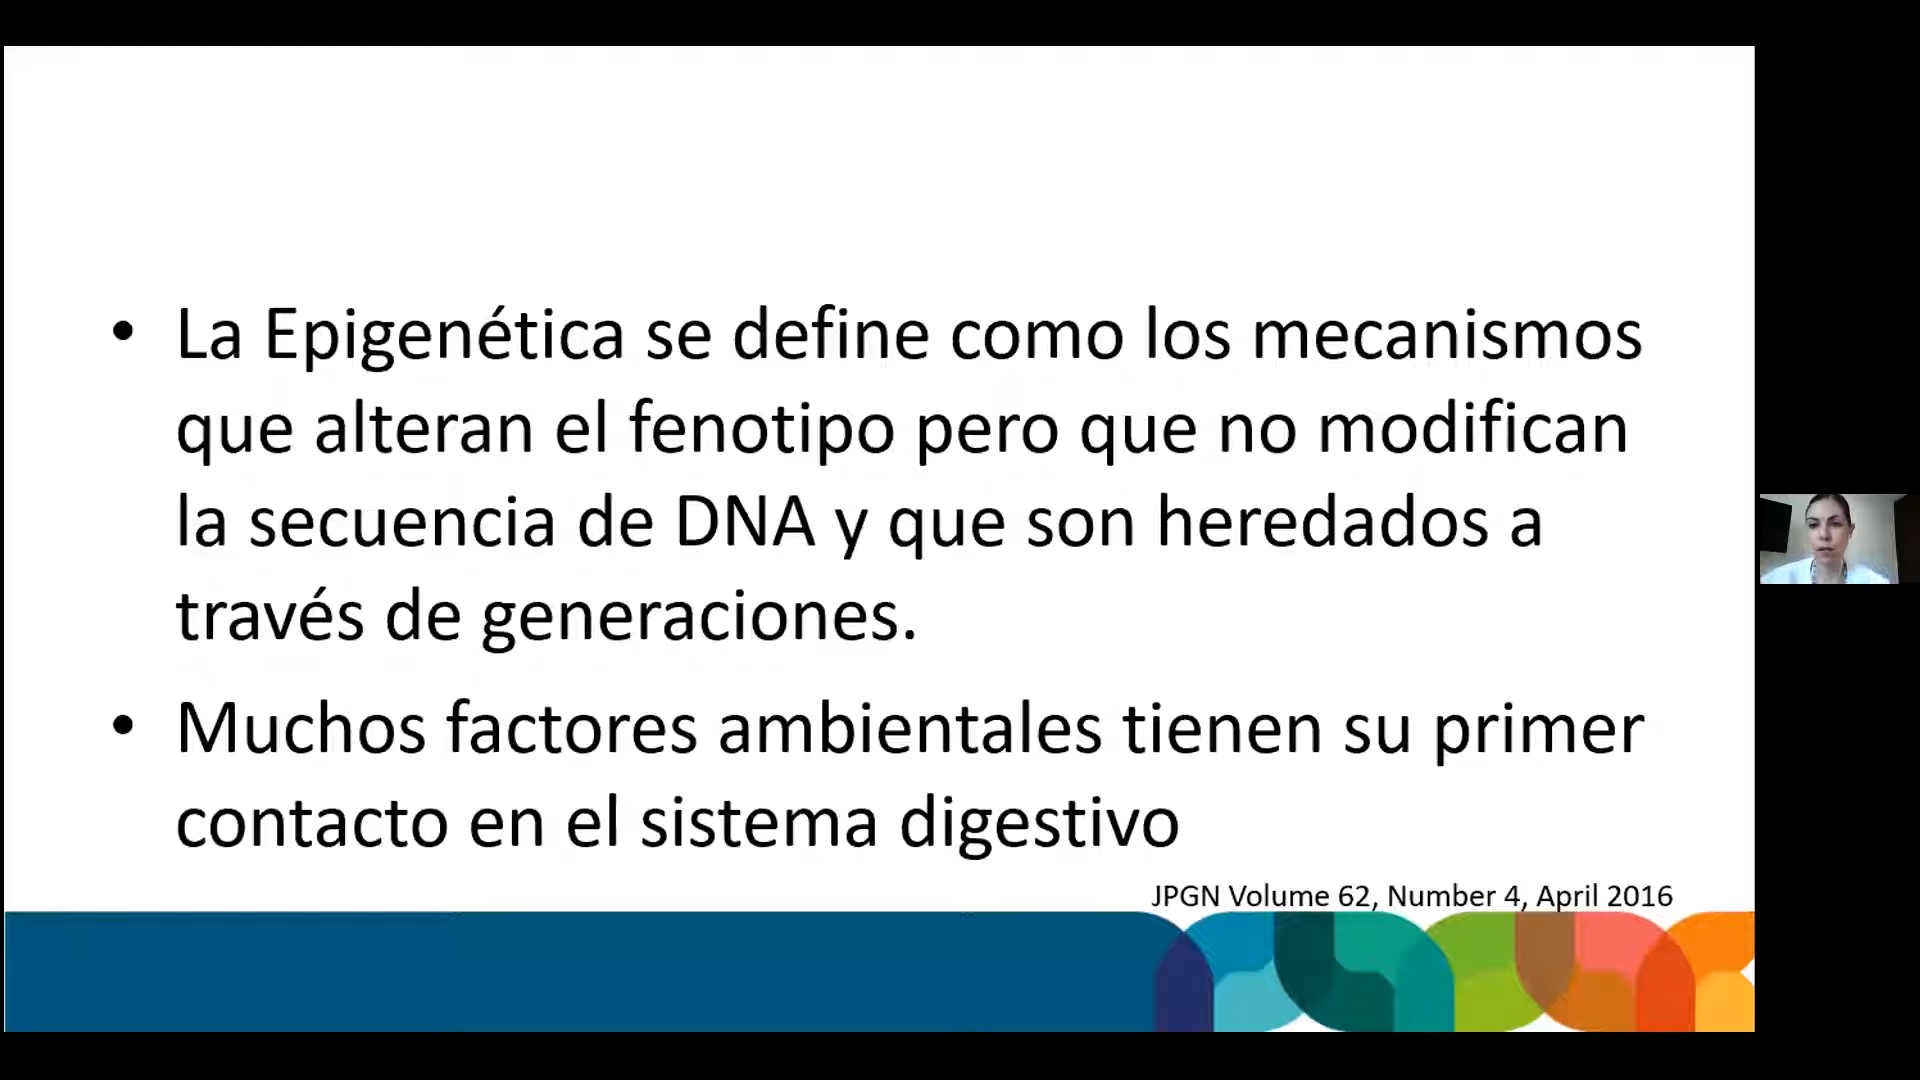 • La Epigenética se define como los mecanismos
que alteran el fenotipo pero que no modifican
la secuencia de DNA y que son heredados a
través de generaciones.
• Muchos factores ambientales tienen su primer
contacto en el sistema digestivo
JPGN Volume 62, Number 4, April 2016